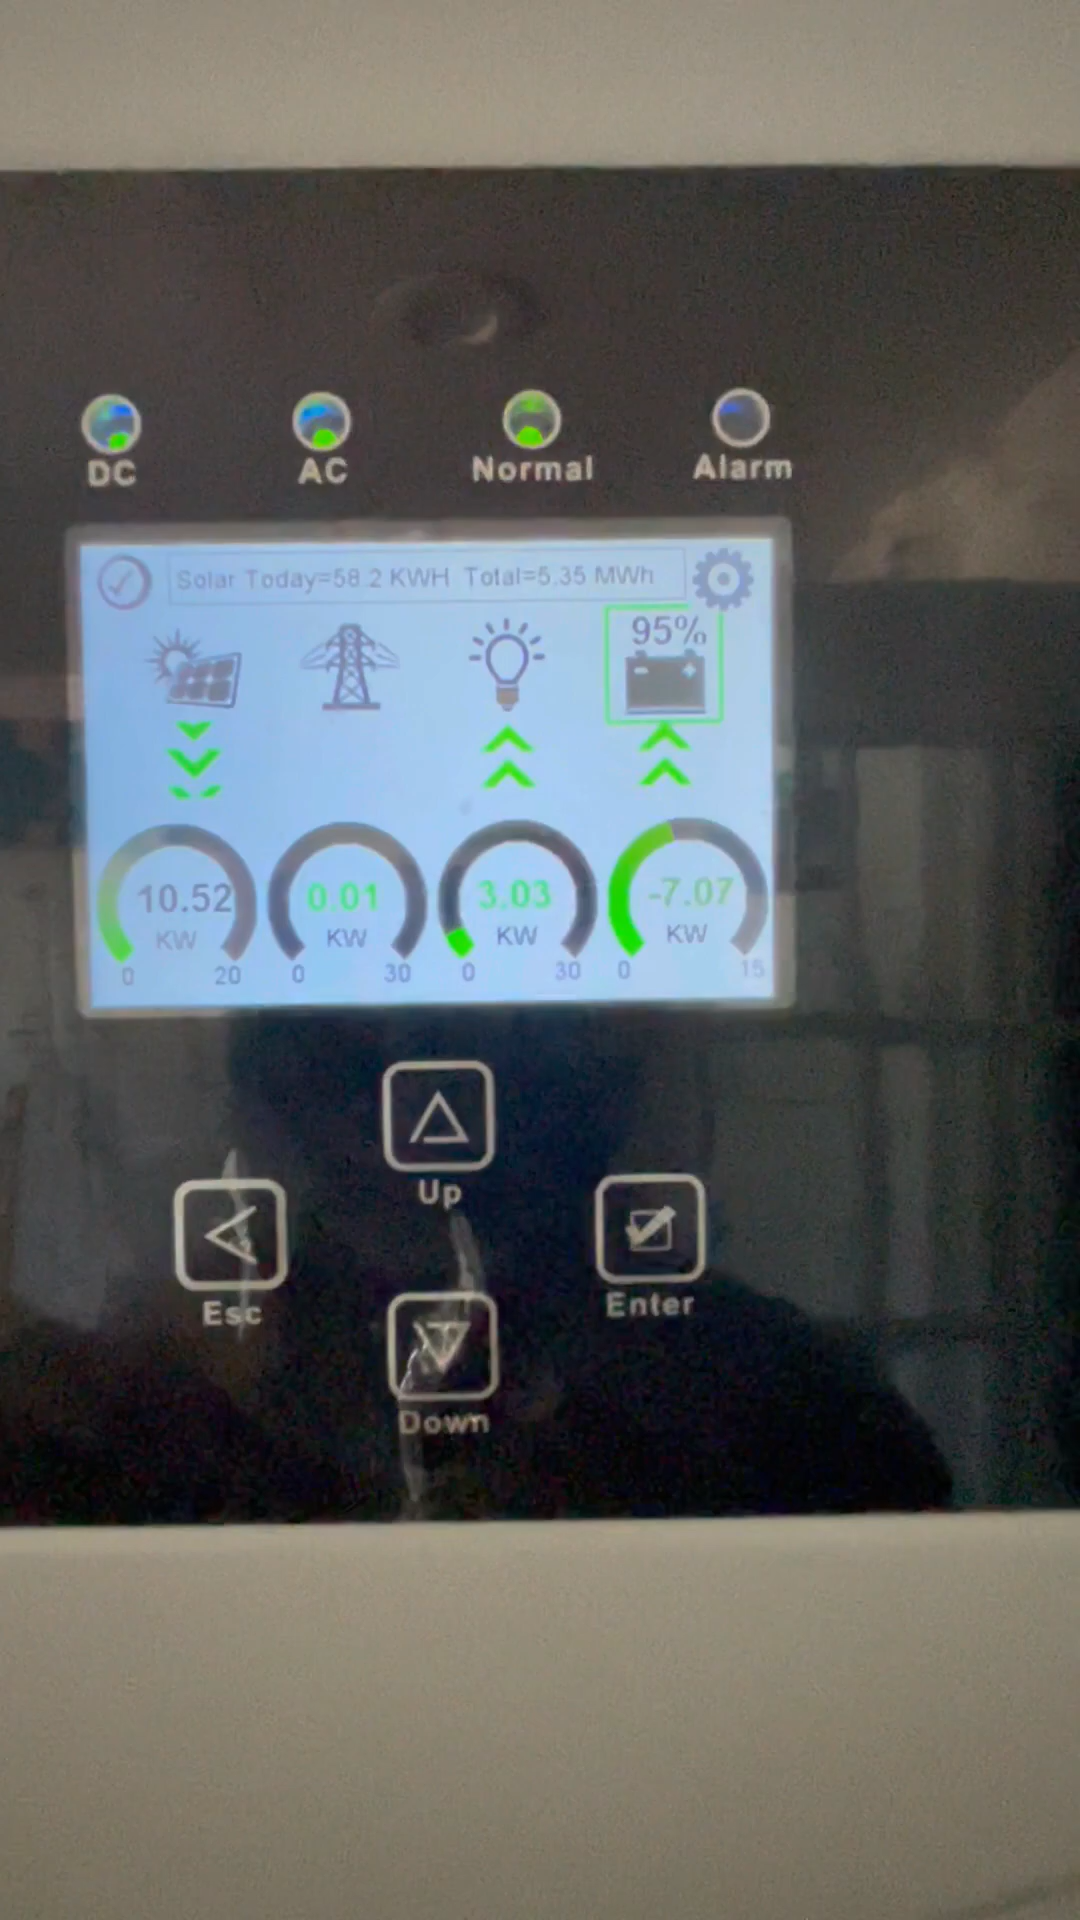 DC AC Normal Alarm
Solar Today=58.2 KWH Total=5.35 MWh
95%
10.52 0.01 3.03 -7.07
KW KW KW KW
0 20 0 30 0 30 0 15
Up
Esc
Enter
Down